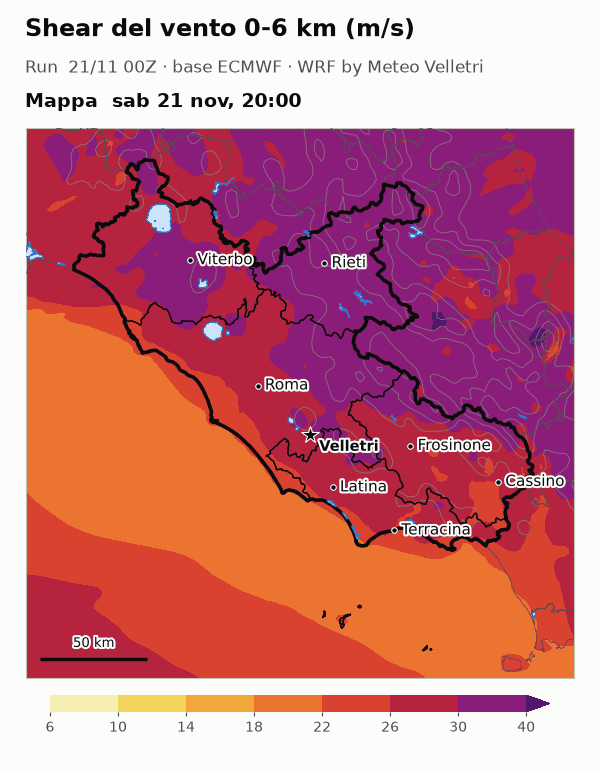 Shear del vento 0-6 km (m/s)
Run 21/11 00Z · base ECMWF · WRF by Meteo Velletri
Mappa sab 21 nov, 20:00
Viterbo
Rieti
Roma
Velletri
Frosinone
Latina
Cassino
Terracina
50 km
6 10 14 18 22 26 30 40